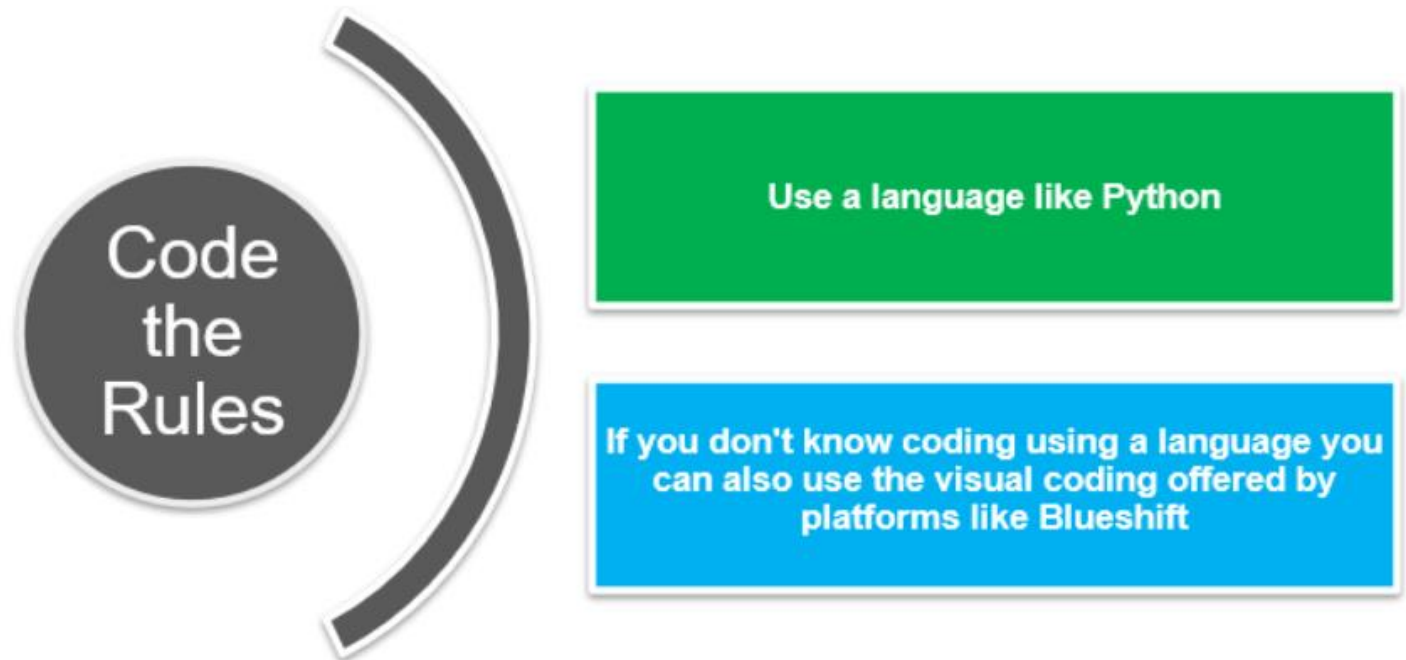 Code
the
Rules
Use a language like Python
If you don't know coding using a language you
can also use the visual coding offered by
platforms like Blueshift